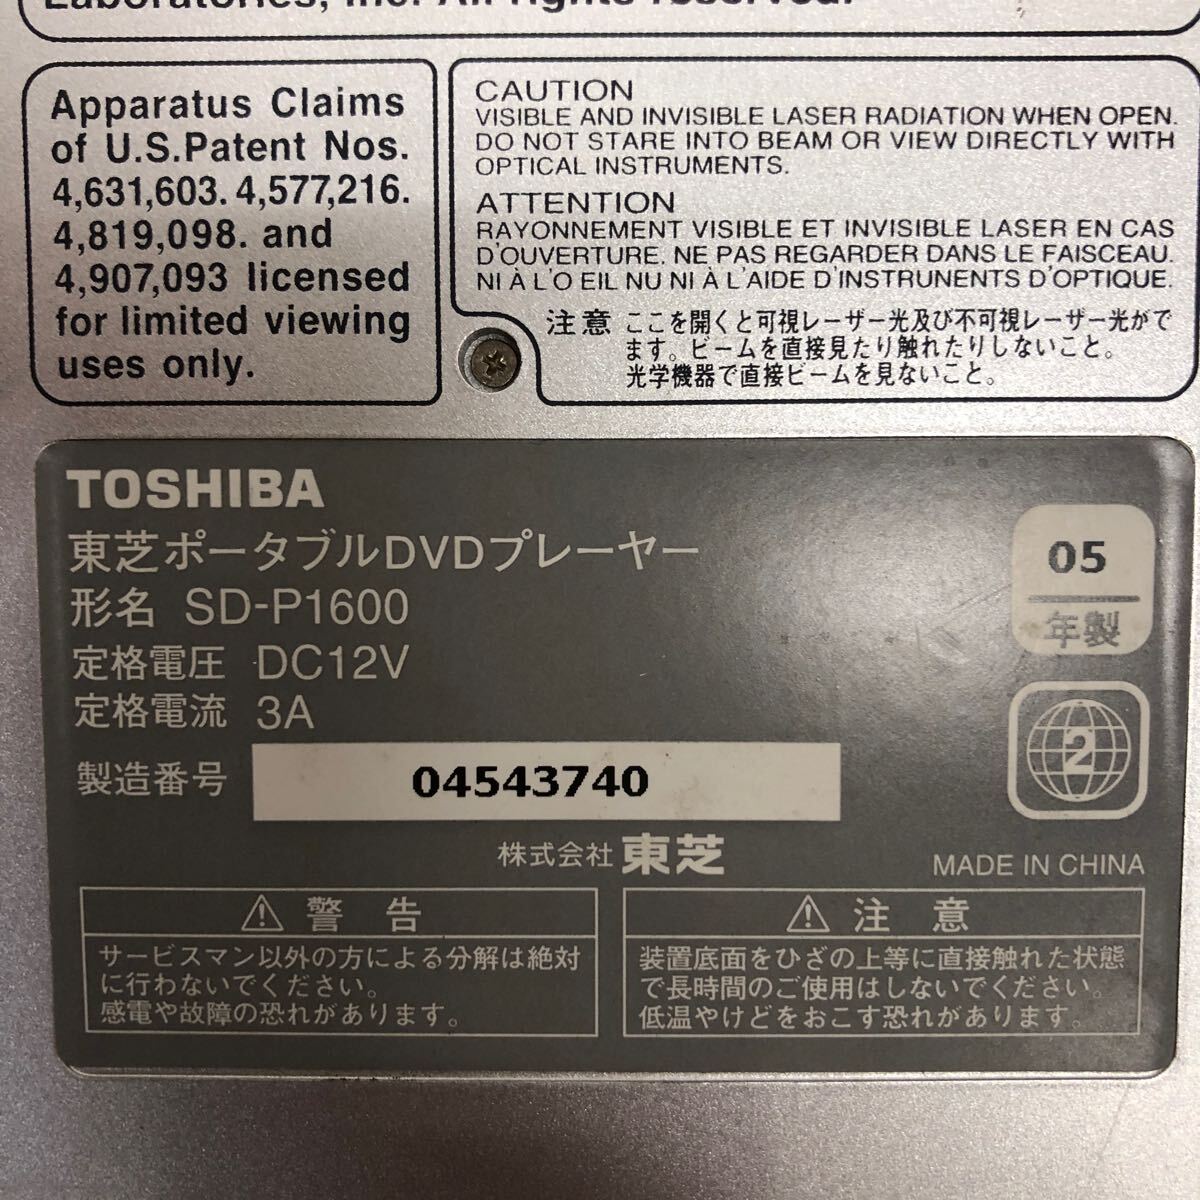 Laboratories, Inc. All rights reserved.
Apparatus Claims
of U.S.Patent Nos.
4,631,603. 4,577,216.
4,819,098. and
4,907,093 licensed
for limited viewing
uses only.
CAUTION
VISIBLE AND INVISIBLE LASER RADIATION WHEN OPEN.
DO NOT STARE INTO BEAM OR VIEW DIRECTLY WITH
OPTICAL INSTRUMENTS.
ATTENTION
RAYONNEMENT VISIBLE ET INVISIBLE LASER EN CAS
D'OUVERTURE. NE PAS REGARDER DANS LE FAISCEAU.
NI À L'O EIL NU NI À L'AIDE D'INSTRUNENTS D'OPTIQUE.
注意 ここを開くと可視レーザー光及び不可視レーザー光がで
ます。ビームを直接見たり触れたりしないこと。
光学機器で直接ビームを見ないこと。
TOSHIBA
東芝ポータブルDVDプレーヤー
形名 SD-P1600
定格電圧 DC12V
定格電流 3A
製造番号 04543740
05
年製
2
株式会社 東芝
MADE IN CHINA
⚠ 警 告
サービスマン以外の方による分解は絶対
に行わないでください。
感電や故障の恐れがあります。
⚠ 注 意
装置底面をひざの上等に直接触れた状態
で長時間のご使用はしないでください。
低温やけどをおこす恐れがあります。